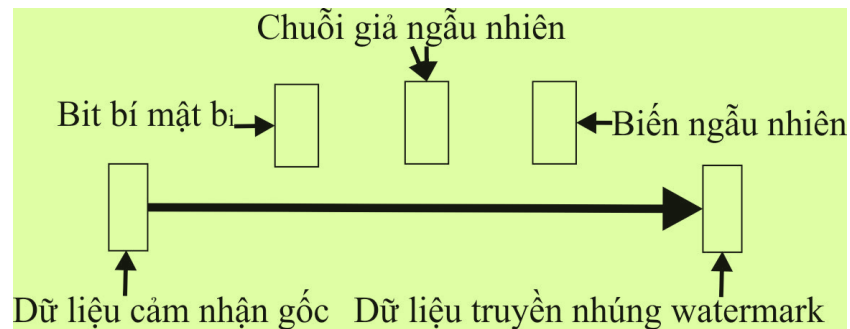 Chuỗi giả ngẫu nhiên
Bit bí mật bi
Biến ngẫu nhiên
Dữ liệu cảm nhận gốc
Dữ liệu truyền nhúng watermark